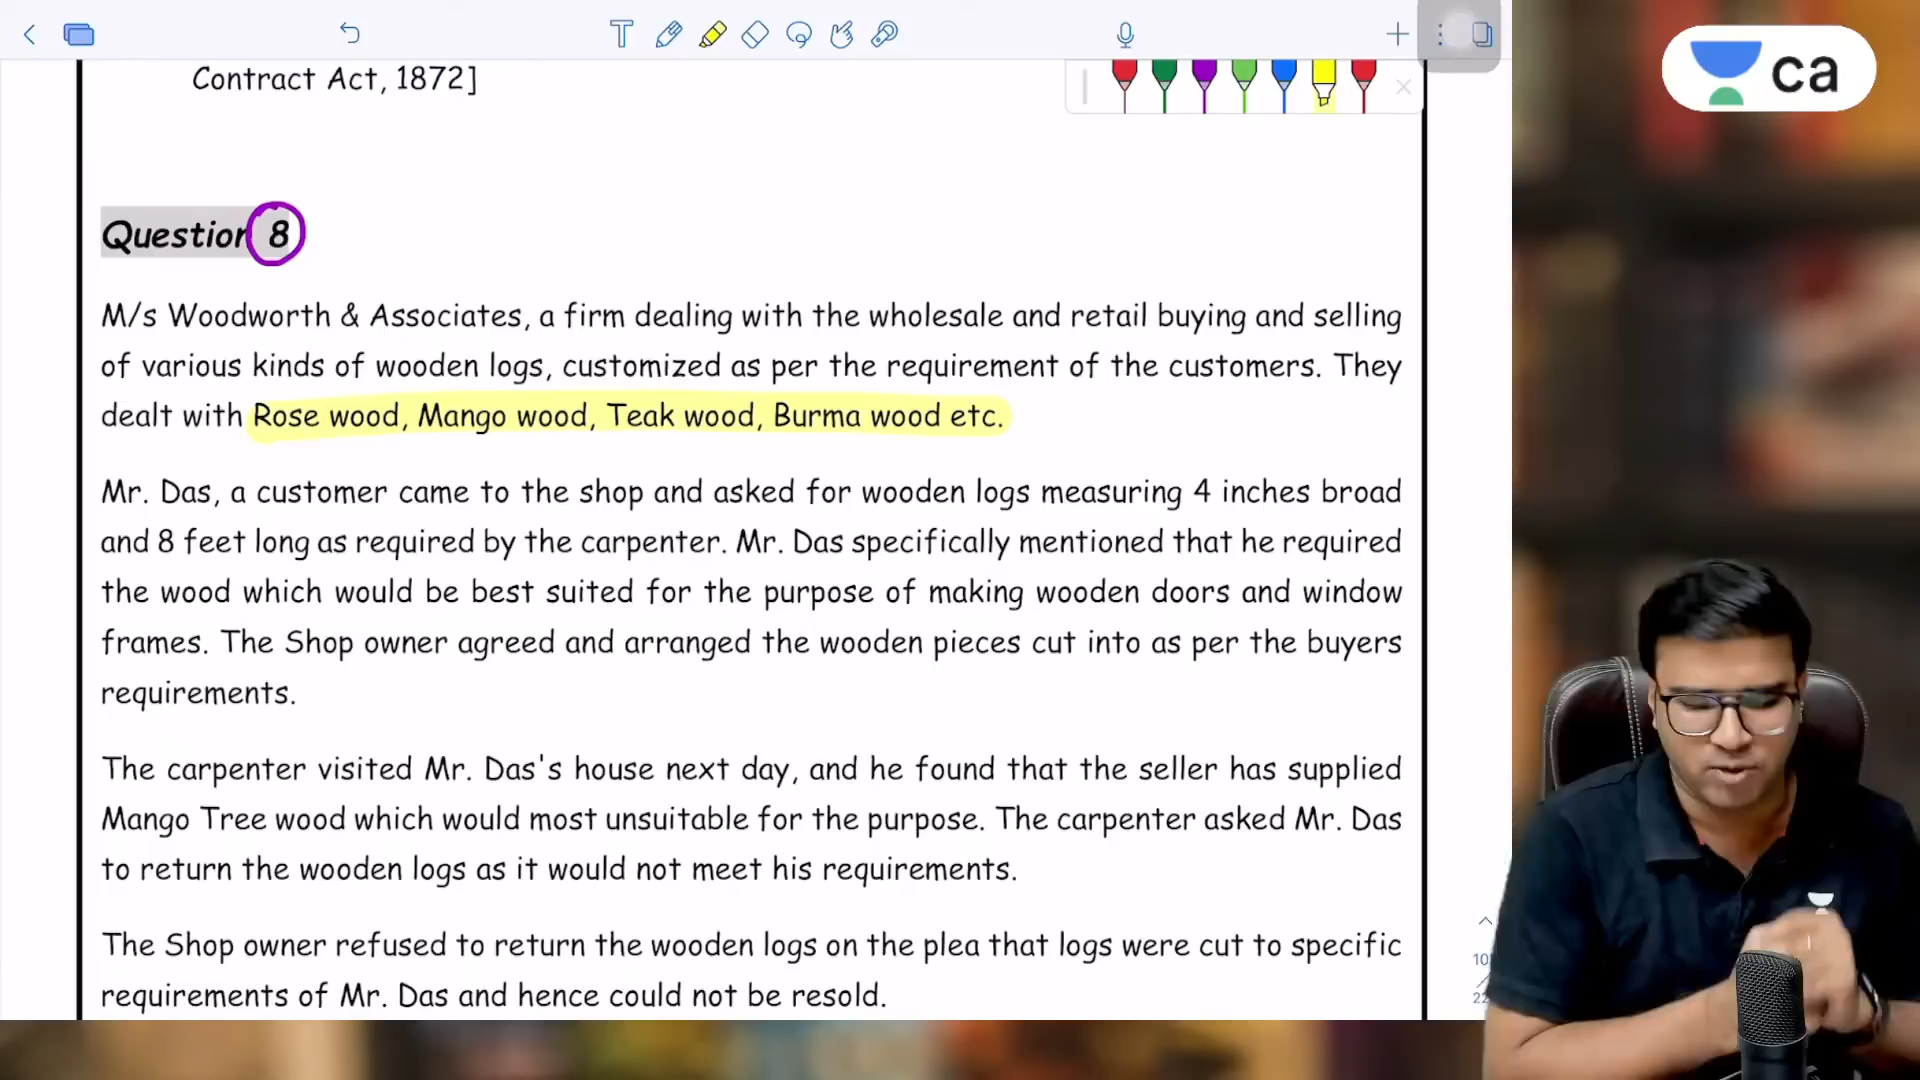 Contract Act, 1872]
ca
Question 8
M/s Woodworth & Associates, a firm dealing with the wholesale and retail buying and selling
of various kinds of wooden logs, customized as per the requirement of the customers. They
dealt with Rose wood, Mango wood, Teak wood, Burma wood etc.
Mr. Das, a customer came to the shop and asked for wooden logs measuring 4 inches broad
and 8 feet long as required by the carpenter. Mr. Das specifically mentioned that he required
the wood which would be best suited for the purpose of making wooden doors and window
frames. The Shop owner agreed and arranged the wooden pieces cut into as per the buyers
requirements.
The carpenter visited Mr. Das's house next day, and he found that the seller has supplied
Mango Tree wood which would most unsuitable for the purpose. The carpenter asked Mr. Das
to return the wooden logs as it would not meet his requirements.
The Shop owner refused to return the wooden logs on the plea that logs were cut to specific
requirements of Mr. Das and hence could not be resold.